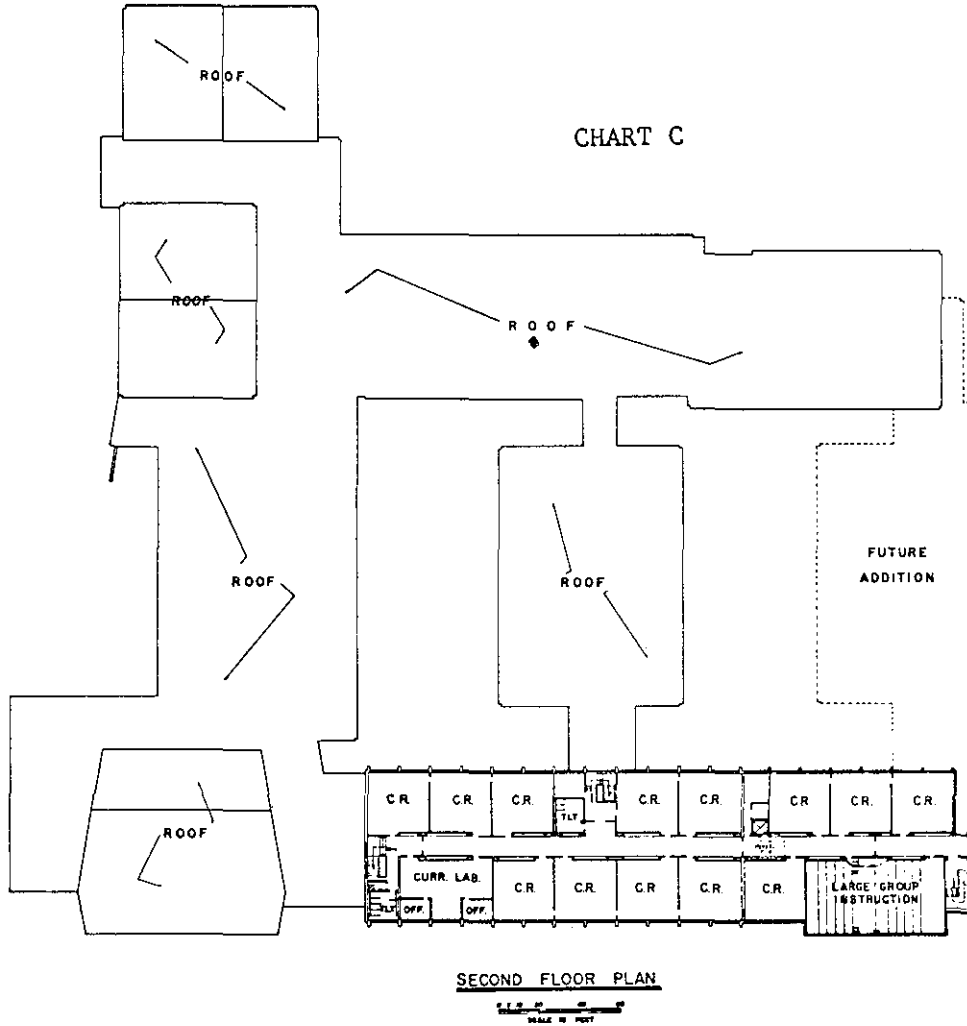 ROOF
CHART C
ROOF
ROOF
FUTURE
ADDITION
ROOF
ROOF
C.R.
C.R.
C.R.
C.R.
C.R.
C.R
C.R.
C.R.
TLT
ROOF
CURR. LAB.
C.R.
C.R.
C.R
C.R.
C.R.
LARGE GROUP
INSTRUCTION
TLT
OFF.
OFF.
SECOND FLOOR PLAN
SCALE IN FEET